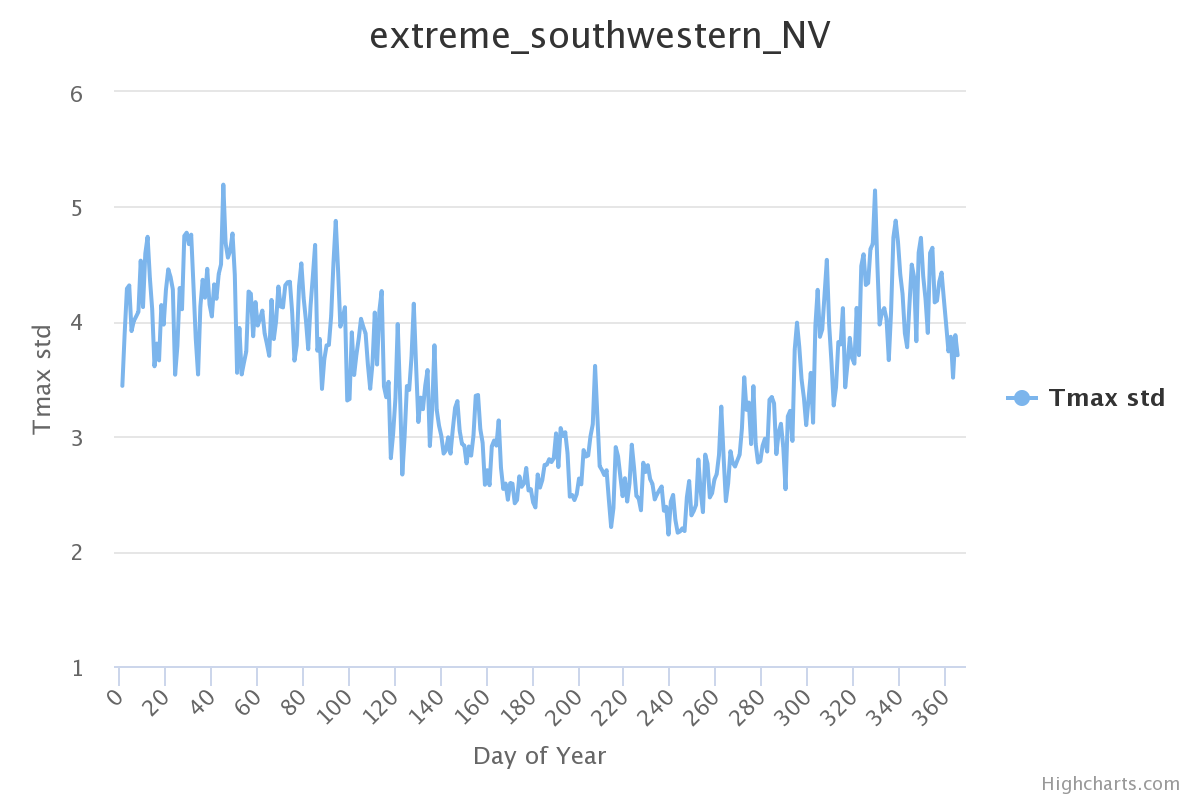 extreme_southwestern_NV
6
5
4
3
2
1
Tmax std
0 20 40 60 80 100 120 140 160 180 200 220 240 260 280 300 320 340 360
Day of Year
Tmax std
Highcharts.com